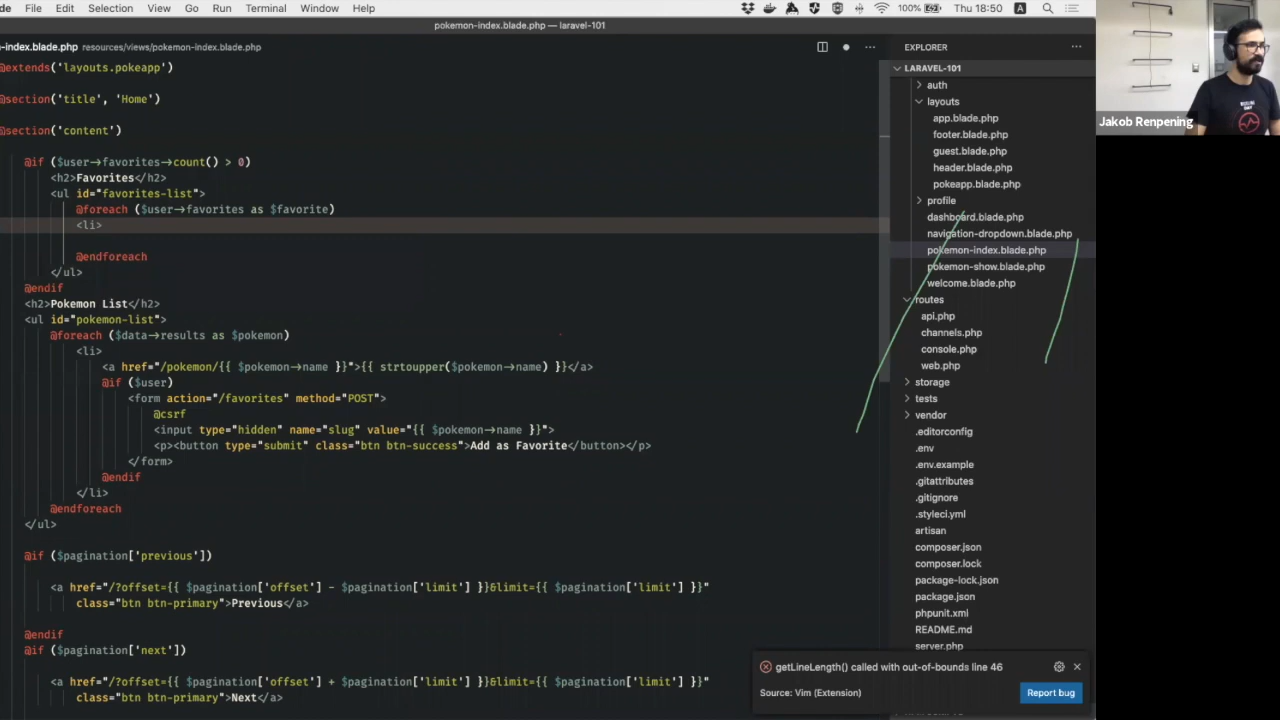 de File Edit Selection View Go Run Terminal Window Help 100% Thu 18:50 A
pokemon-index.blade.php — laravel-101
n-index.blade.php resources/views/pokemon-index.blade.php
@extends('layouts.pokeapp')
@section('title', 'Home')
@section('content')
@if ($user→favorites→count() > 0)
<h2>Favorites</h2>
<ul id="favorites-list">
@foreach ($user→favorites as $favorite)
<li>
@endforeach
</ul>
@endif
<h2>Pokemon List</h2>
<ul id="pokemon-list">
@foreach ($data→results as $pokemon)
<li>
<a href="/pokemon/{{ $pokemon→name }}">{{ strtoupper($pokemon→name) }}</a>
@if ($user)
<form action="/favorites" method="POST">
@csrf
<input type="hidden" name="slug" value="{{ $pokemon→name }}">
<p><button type="submit" class="btn btn-success">Add as Favorite</button></p>
</form>
@endif
</li>
@endforeach
</ul>
@if ($pagination['previous'])
<a href="/?offset={{ $pagination['offset'] - $pagination['limit'] }}&limit={{ $pagination['limit'] }}"
class="btn btn-primary">Previous</a>
@endif
@if ($pagination['next'])
<a href="/?offset={{ $pagination['offset'] + $pagination['limit'] }}&limit={{ $pagination['limit'] }}"
class="btn btn-primary">Next</a>
EXPLORER
LARAVEL-101
auth
layouts
app.blade.php
footer.blade.php
guest.blade.php
header.blade.php
pokeapp.blade.php
profile
dashboard.blade.php
navigation-dropdown.blade.php
pokemon-index.blade.php
pokemon-show.blade.php
welcome.blade.php
routes
api.php
channels.php
console.php
web.php
storage
tests
vendor
.editorconfig
.env
.env.example
.gitattributes
.gitignore
.styleci.yml
artisan
composer.json
composer.lock
package-lock.json
package.json
phpunit.xml
README.md
server.php
getLineLength() called with out-of-bounds line 46
Source: Vim (Extension)
Report bug
Jakob Renpening